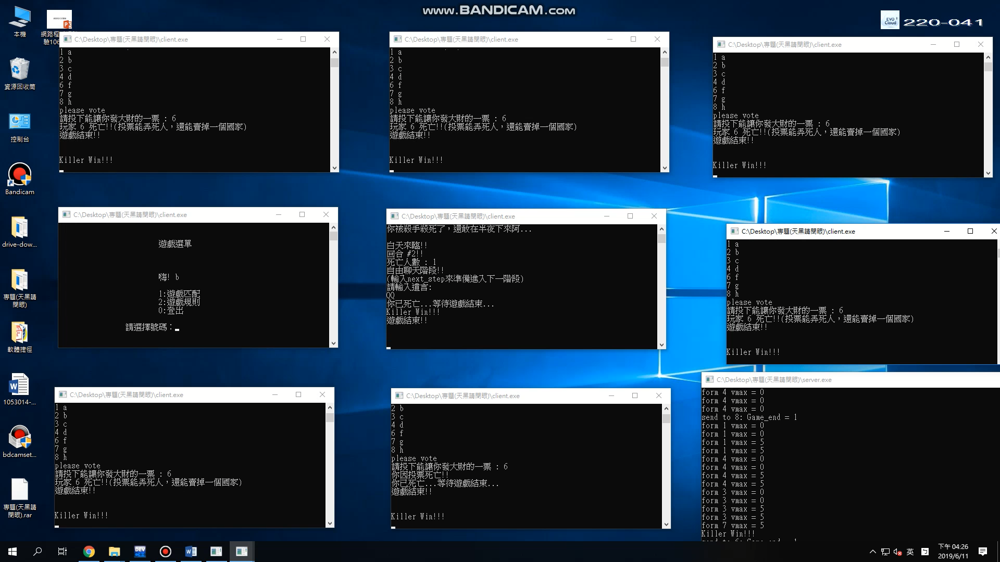 www.BANDICAM.com
EVO Cloud
220-041
本機
資源回收筒
控制台
Bandicam
drive-dow...
專題(天黑請閉眼)
軟體捷徑
1053014-...
bdcamset...
專題(天黑請閉眼).rar
C:\Desktop\專題(天黑請閉眼)\client.exe
1 a
2 b
3 c
4 d
6 f
7 g
8 h
please vote
請投下能讓你發大財的一票 : 6
玩家 6 死亡!!(投票能弄死人，還能賣掉一個國家)
遊戲結束!!
Killer Win!!!
C:\Desktop\專題(天黑請閉眼)\client.exe
1 a
2 b
3 c
4 d
6 f
7 g
8 h
please vote
請投下能讓你發大財的一票 : 6
玩家 6 死亡!!(投票能弄死人，還能賣掉一個國家)
遊戲結束!!
Killer Win!!!
C:\Desktop\專題(天黑請閉眼)\client.exe
1 a
2 b
3 c
4 d
6 f
7 g
8 h
please vote
請投下能讓你發大財的一票 : 6
玩家 6 死亡!!(投票能弄死人，還能賣掉一個國家)
遊戲結束!!
Killer Win!!!
C:\Desktop\專題(天黑請閉眼)\client.exe
遊戲選單
嗨! b
1:遊戲匹配
2:遊戲規則
0:登出
請選擇號碼：
C:\Desktop\專題(天黑請閉眼)\client.exe
你被殺手殺死了，還敢在半夜下來阿...
白天來臨!!
回合 #2!!
死亡人數 : 1
自由聊天階段!!
(輸入next_step來準備進入下一階段)
請輸入遺言:
QQ
你已死亡...等待遊戲結束...
Killer Win!!!
遊戲結束!!
C:\Desktop\專題(天黑請閉眼)\client.exe
1 a
2 b
3 c
4 d
6 f
7 g
8 h
please vote
請投下能讓你發大財的一票 : 6
玩家 6 死亡!!(投票能弄死人，還能賣掉一個國家)
遊戲結束!!
Killer Win!!!
C:\Desktop\專題(天黑請閉眼)\client.exe
1 a
2 b
3 c
4 d
6 f
7 g
8 h
please vote
請投下能讓你發大財的一票 : 6
玩家 6 死亡!!(投票能弄死人，還能賣掉一個國家)
遊戲結束!!
Killer Win!!!
C:\Desktop\專題(天黑請閉眼)\client.exe
2 b
3 c
4 d
6 f
7 g
8 h
please vote
請投下能讓你發大財的一票 : 6
你因投票死亡!!
你已死亡...等待遊戲結束...
遊戲結束!!
Killer Win!!!
C:\Desktop\專題(天黑請閉眼)\server.exe
form 4 vmax = 0
form 4 vmax = 0
form 4 vmax = 0
send to 8: Game_end = 1
form 1 vmax = 0
form 1 vmax = 0
form 1 vmax = 5
form 1 vmax = 5
form 4 vmax = 0
form 4 vmax = 0
form 4 vmax = 5
form 4 vmax = 5
form 3 vmax = 0
form 3 vmax = 0
form 3 vmax = 5
form 3 vmax = 5
form 7 vmax = 5
Killer Win!!!
英
下午 04:26
2019/6/11